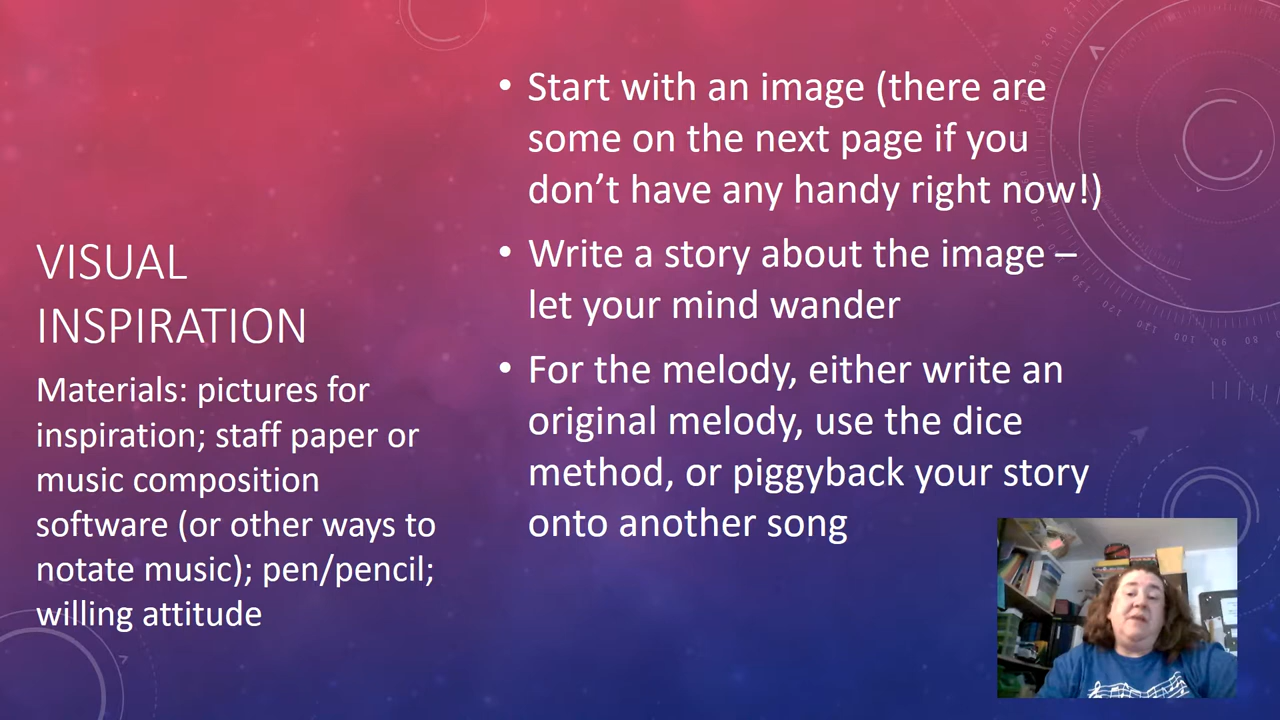 VISUAL
INSPIRATION
Materials: pictures for
inspiration; staff paper or
music composition
software (or other ways to
notate music); pen/pencil;
willing attitude
• Start with an image (there are
some on the next page if you
don’t have any handy right now!)
• Write a story about the image –
let your mind wander
• For the melody, either write an
original melody, use the dice
method, or piggyback your story
onto another song